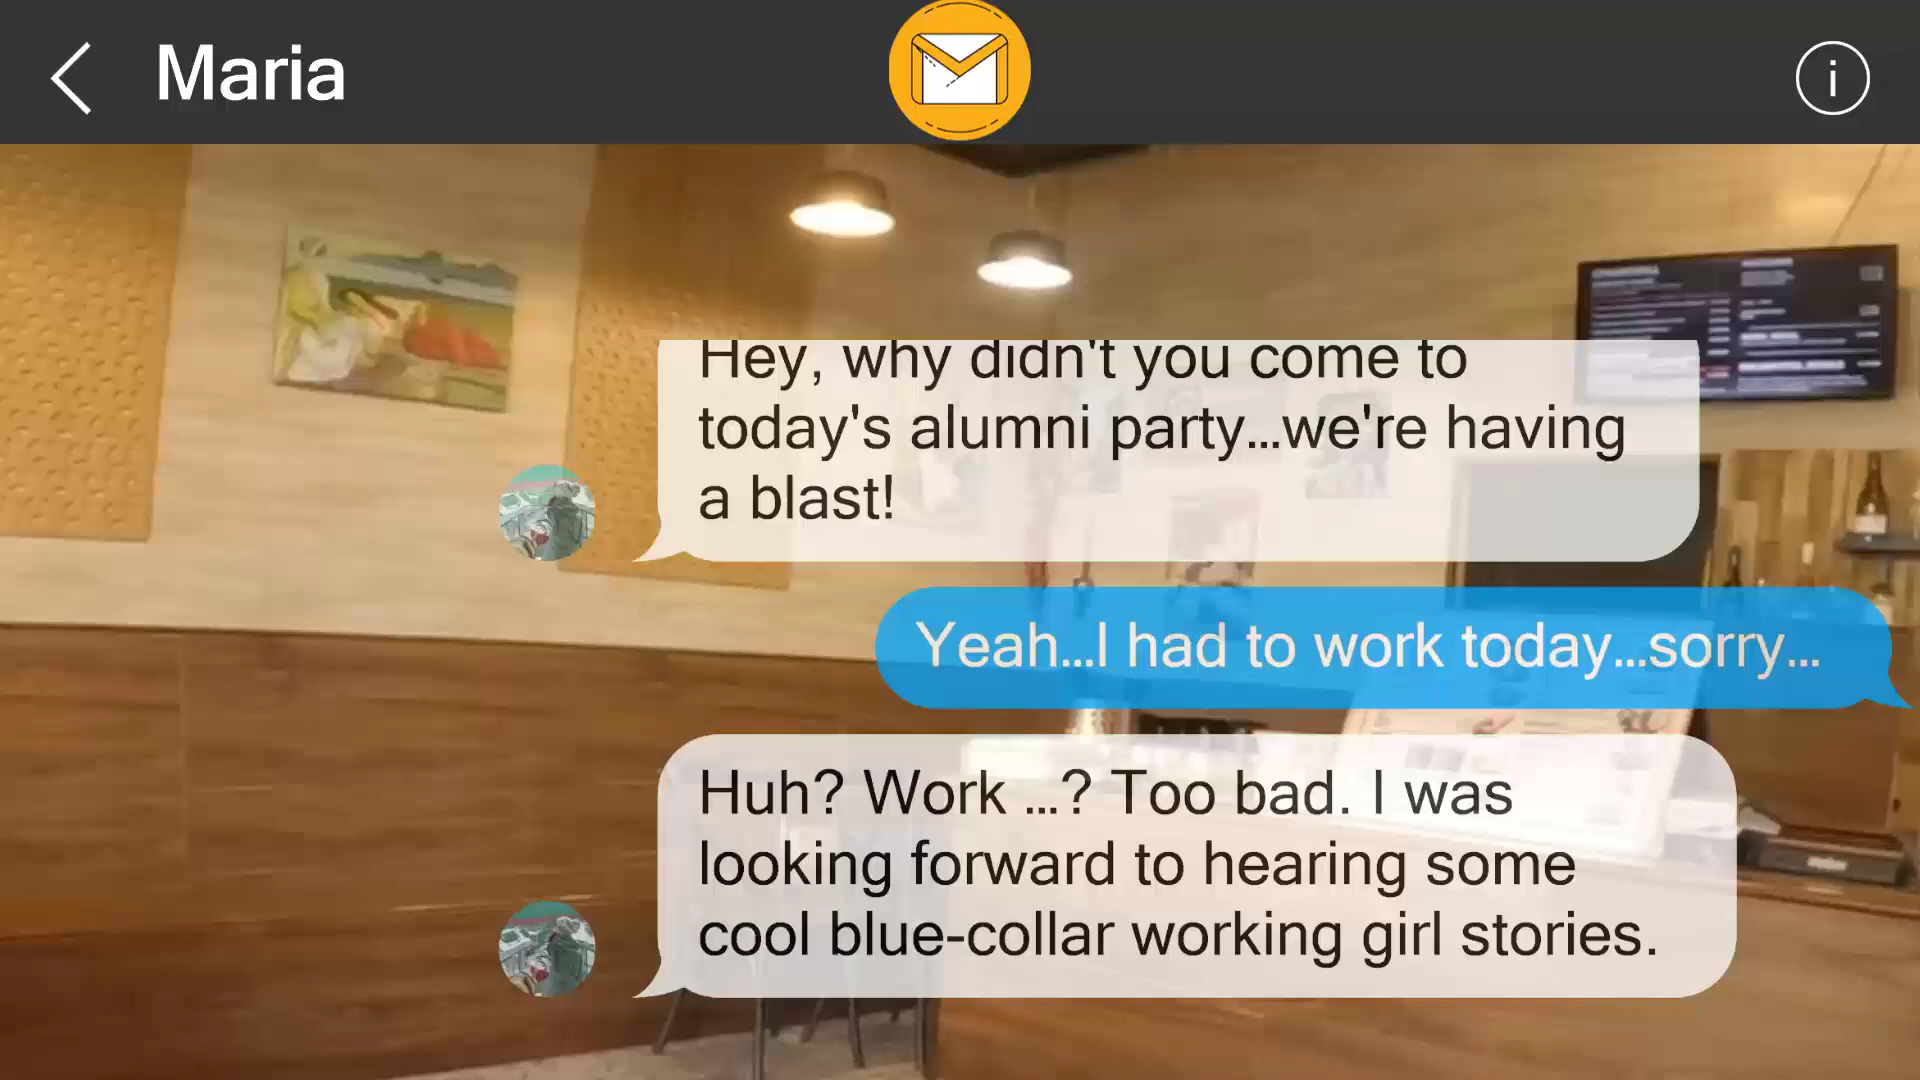 Maria
i
Hey, why didn't you come to
today's alumni party...we're having
a blast!
Yeah...I had to work today...sorry...
Huh? Work ...? Too bad. I was
looking forward to hearing some
cool blue-collar working girl stories.